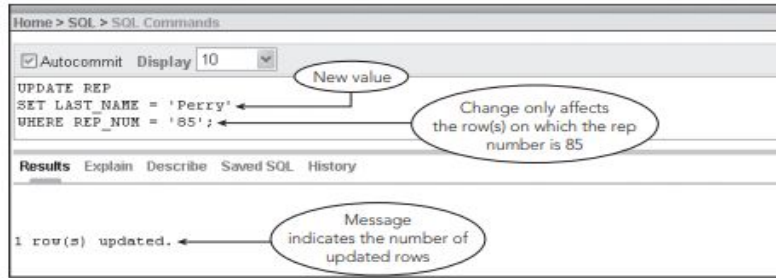 Home > SQL > SQL Commands
Autocommit Display 10
UPDATE REP
SET LAST_NAME = 'Perry'
WHERE REP_NUM = '85';
New value
Change only affects
the row(s) on which the rep
number is 85
Results Explain Describe Saved SQL History
1 row(s) updated.
Message
indicates the number of
updated rows